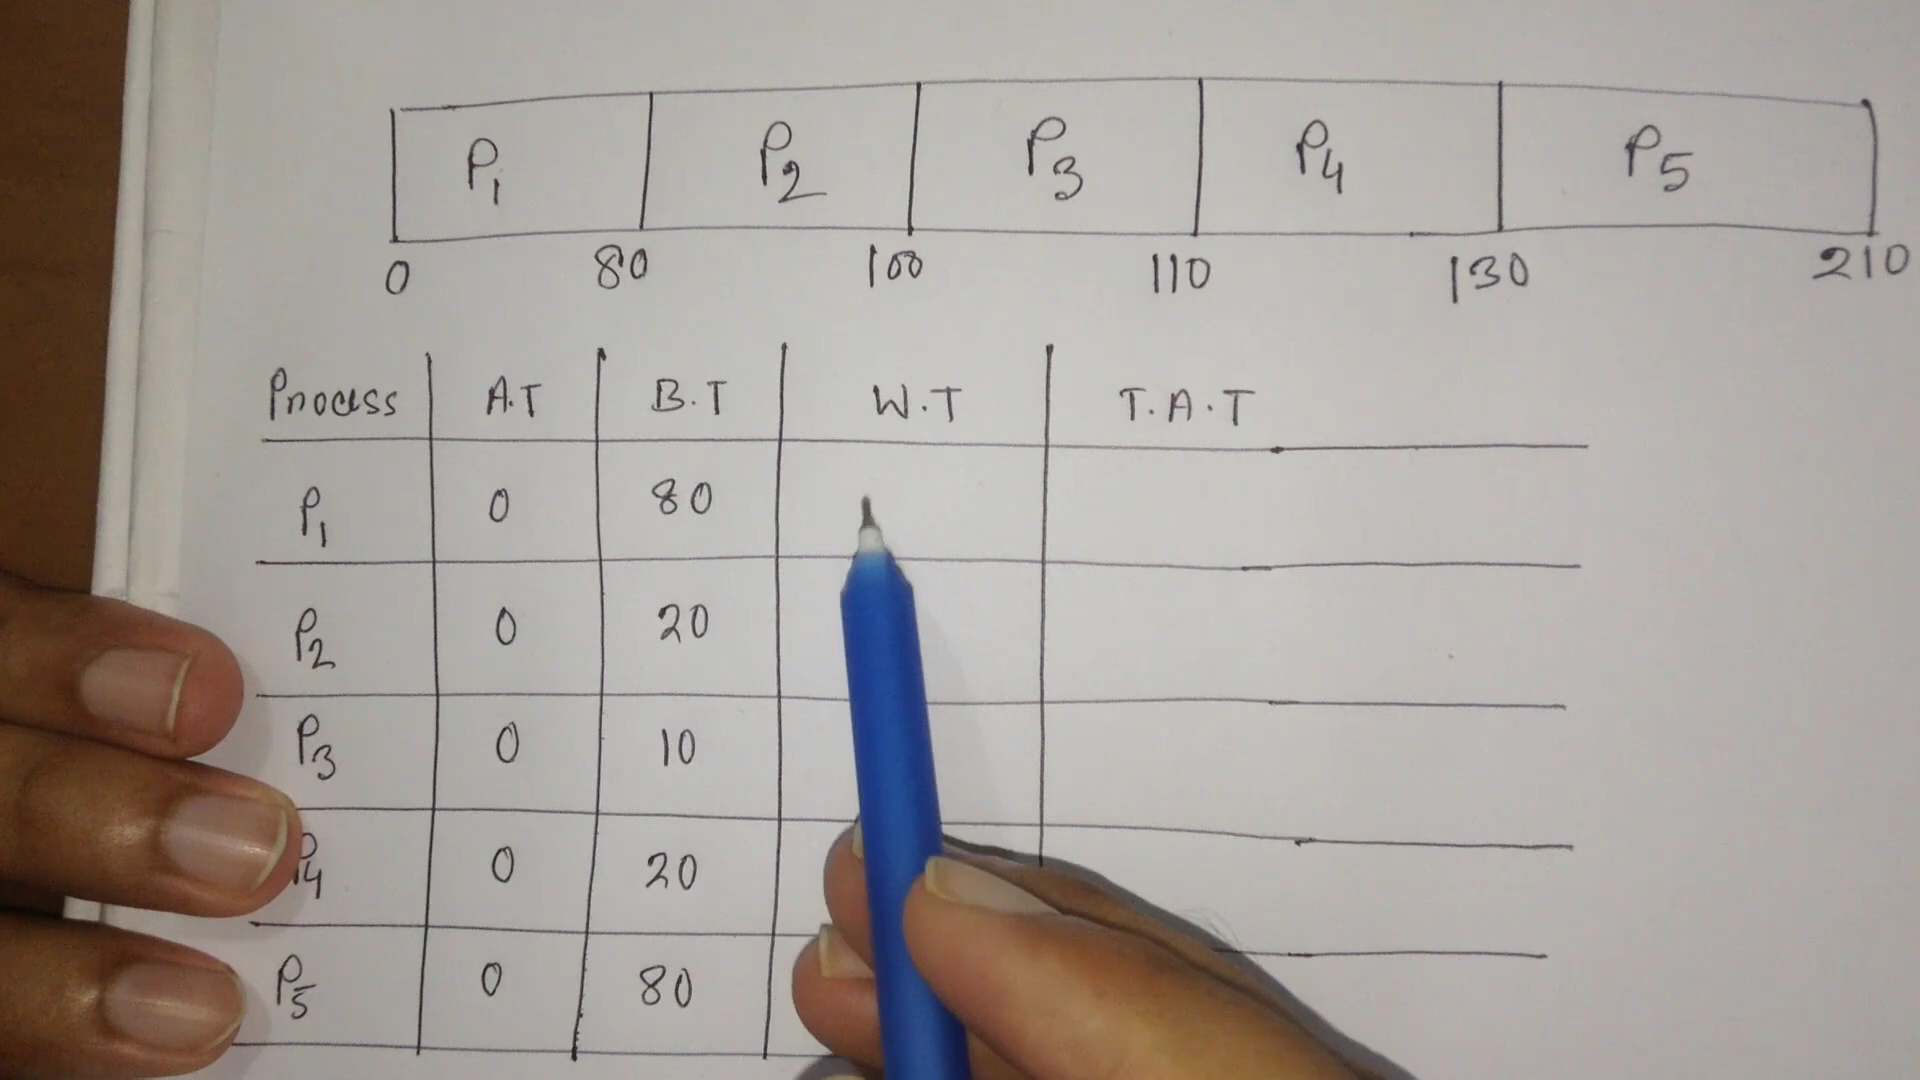 P1 P2 P3 P4 P5
0 80 100 110 130 210
Process A.T B.T W.T T.A.T
P1 0 80
P2 0 20
P3 0 10
P4 0 20
P5 0 80